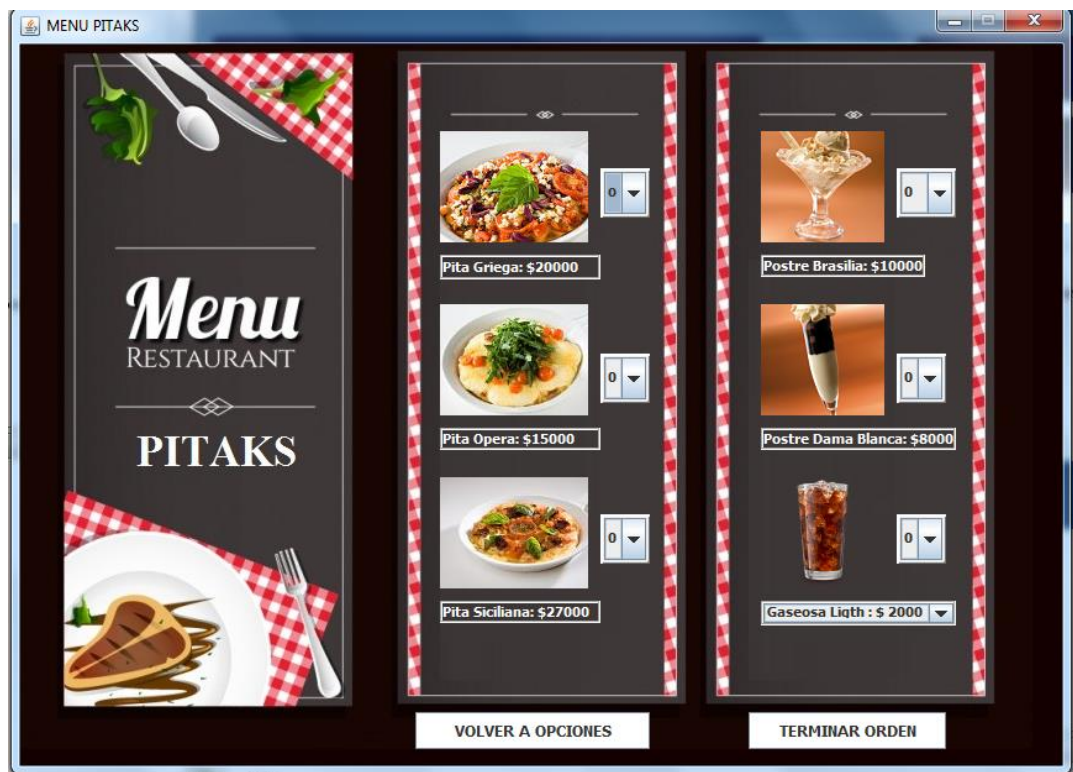 MENU PITAKS
Menu
RESTAURANT
PITAKS
0
Pita Griega: $20000
0
Pita Opera: $15000
0
Pita Siciliana: $27000
0
Postre Brasilia: $10000
0
Postre Dama Blanca: $8000
0
Gaseosa Ligth : $ 2000
VOLVER A OPCIONES
TERMINAR ORDEN